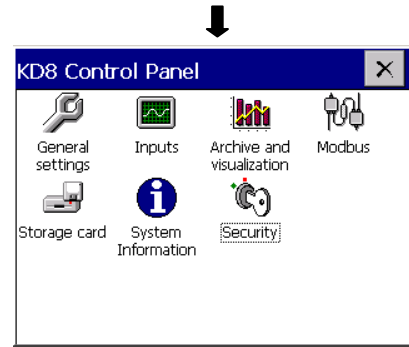 KD8 Control Panel
General
settings
Inputs
Archive and
visualization
Modbus
Storage card
System
Information
Security